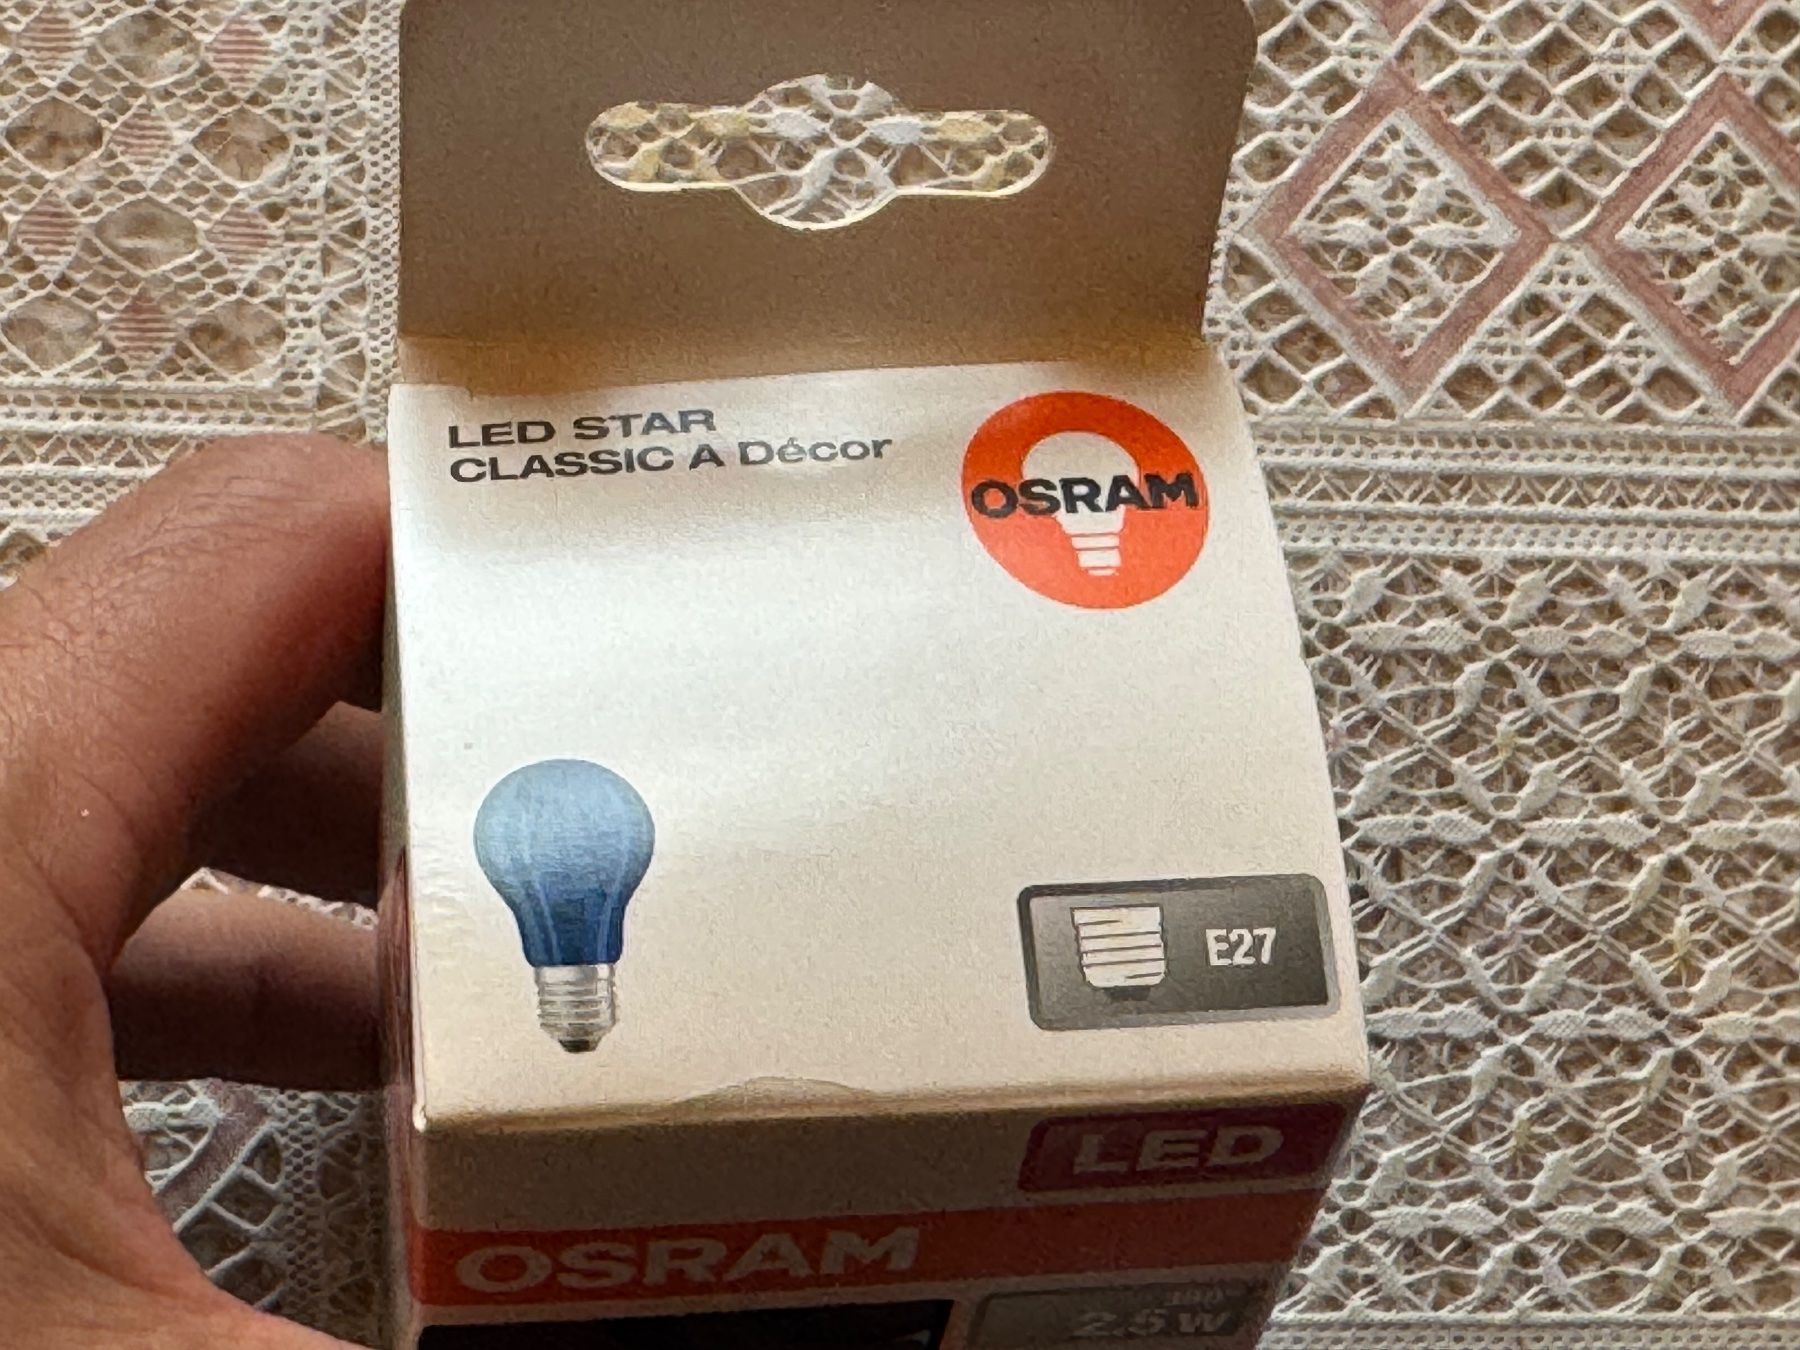 LED STAR
CLASSIC A Décor
OSRAM
E27
LED
OSRAM
2.5W